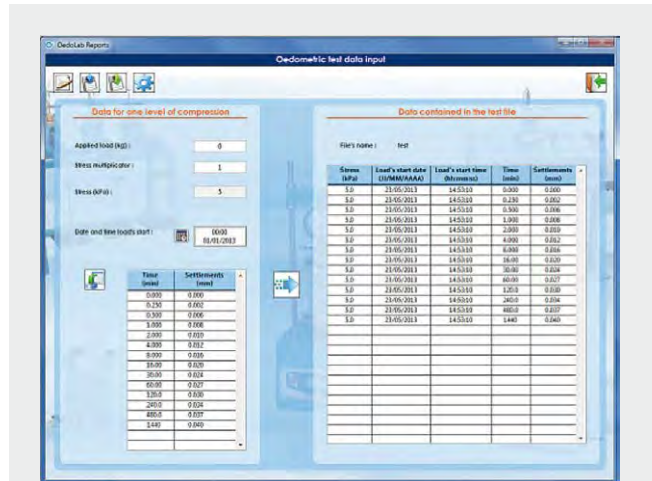 OedoLab Reports
Oedometric test data input
Data for one level of compression
Applied load (kg) : 0
Stress multiplicator : 1
Stress (kPa) : 5
Date and time load's start : 00:00
01/01/2013
Time (min) Settlements (mm)
0.000 0.000
0.250 0.002
0.500 0.006
1.000 0.008
2.000 0.010
4.000 0.012
8.000 0.016
16.00 0.020
30.00 0.024
60.00 0.027
120.0 0.030
240.0 0.034
480.0 0.037
1440 0.040
Data contained in the test file
File's name : test
Stress (kPa) Load's start date (JJ/MM/AAAA) Load's start time (hh:mm:ss) Time (min) Settlements (mm)
5.0 23/05/2013 14:53:10 0.000 0.000
5.0 23/05/2013 14:53:10 0.250 0.002
5.0 23/05/2013 14:53:10 0.500 0.006
5.0 23/05/2013 14:53:10 1.000 0.008
5.0 23/05/2013 14:53:10 2.000 0.010
5.0 23/05/2013 14:53:10 4.000 0.012
5.0 23/05/2013 14:53:10 8.000 0.016
5.0 23/05/2013 14:53:10 16.00 0.020
5.0 23/05/2013 14:53:10 30.00 0.024
5.0 23/05/2013 14:53:10 60.00 0.027
5.0 23/05/2013 14:53:10 120.0 0.030
5.0 23/05/2013 14:53:10 240.0 0.034
5.0 23/05/2013 14:53:10 480.0 0.037
5.0 23/05/2013 14:53:10 1440 0.040